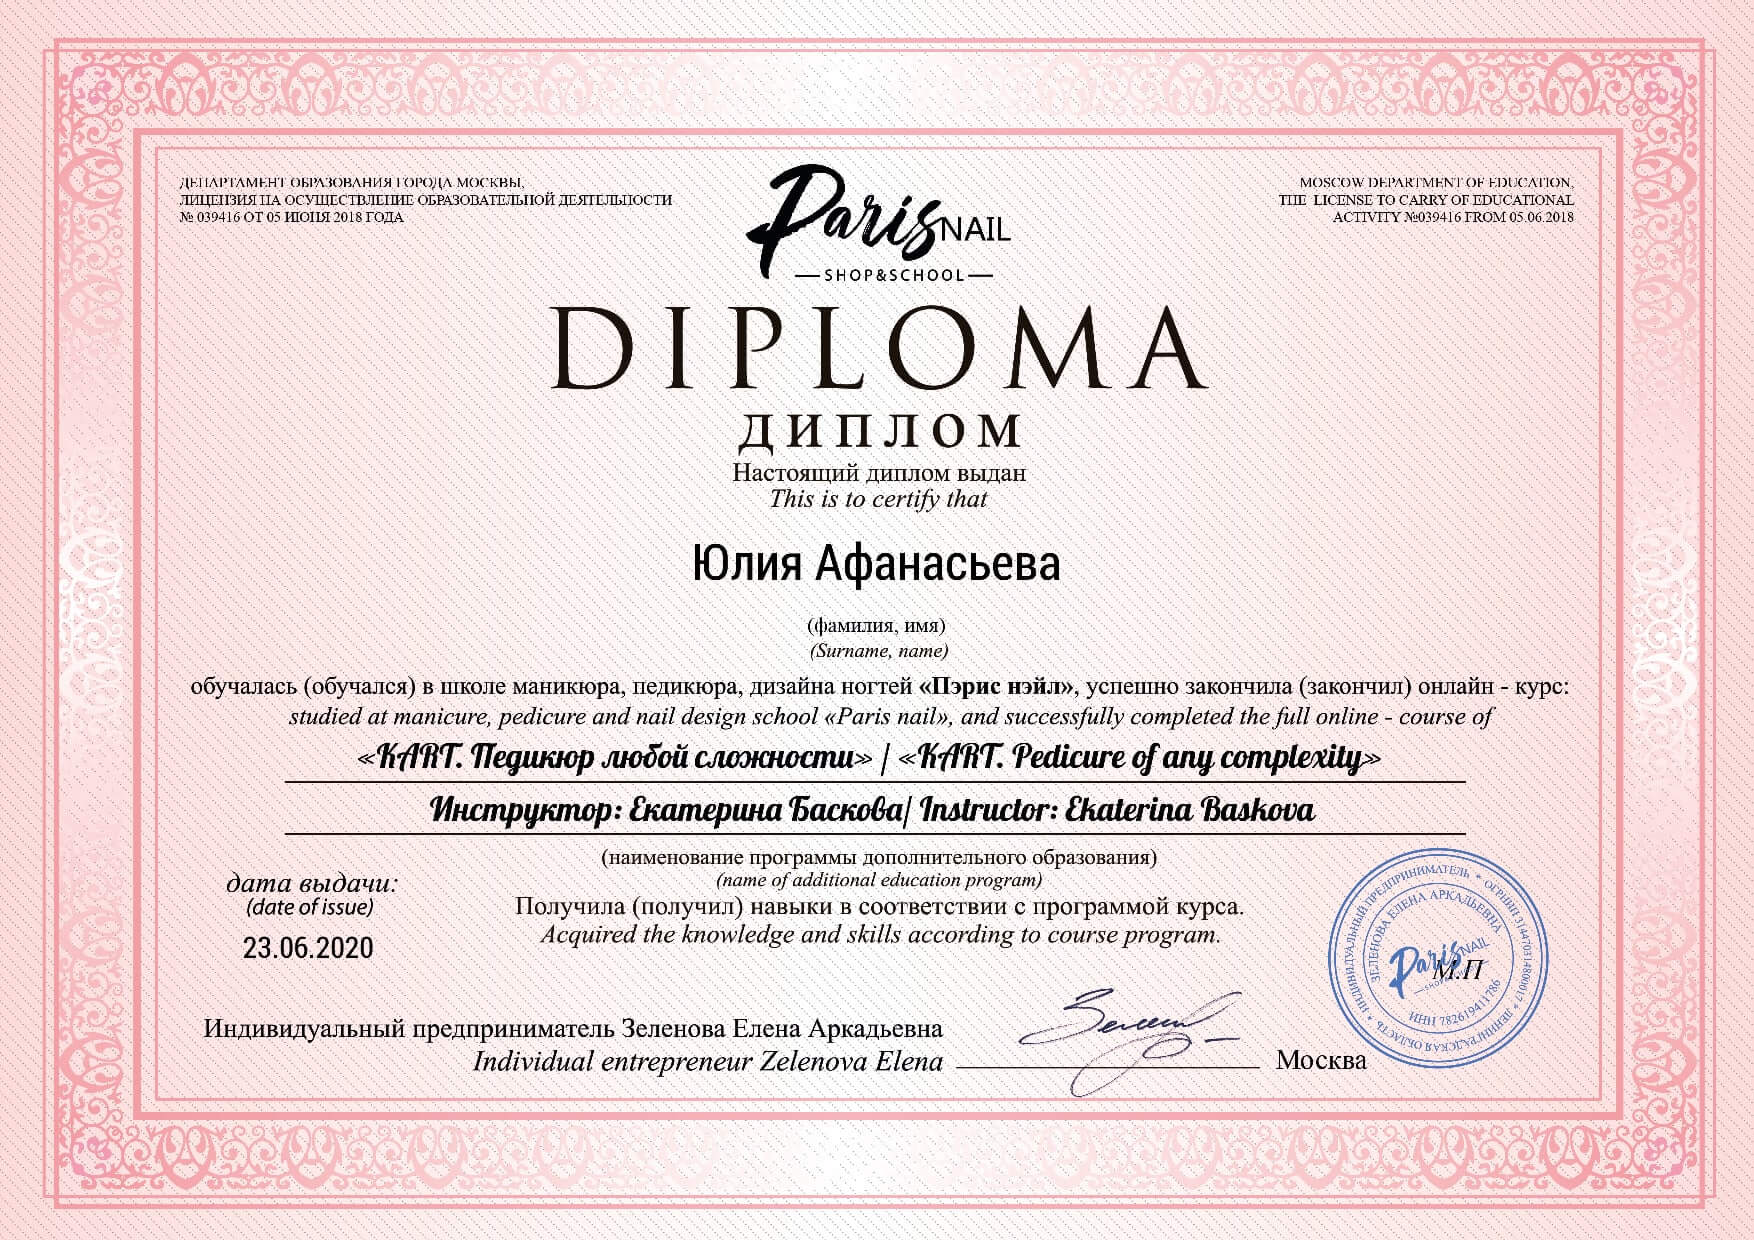 ДЕПАРТАМЕНТ ОБРАЗОВАНИЯ ГОРОДА МОСКВЫ,
ЛИЦЕНЗИЯ НА ОСУЩЕСТВЛЕНИЕ ОБРАЗОВАТЕЛЬНОЙ ДЕЯТЕЛЬНОСТИ
№ 039416 ОТ 05 ИЮНЯ 2018 ГОДА
MOSCOW DEPARTMENT OF EDUCATION,
THE LICENSE TO CARRY OF EDUCATIONAL
ACTIVITY №039416 FROM 05.06.2018
Paris NAIL
SHOP&SCHOOL
DIPLOMA
ДИПЛОМ
Настоящий диплом выдан
This is to certify that
Юлия Афанасьева
(фамилия, имя)
(Surname, name)
обучалась (обучался) в школе маникюра, педикюра, дизайна ногтей «Пэрис нэйл», успешно закончила (закончил) онлайн - курс:
studied at manicure, pedicure and nail design school «Paris nail», and successfully completed the full online - course of
«KART. Педикюр любой сложности» / «KART. Pedicure of any complexity»
Инструктор: Екатерина Баскова/ Instructor: Ekaterina Baskova
(наименование программы дополнительного образования)
(name of additional education program)
дата выдачи:
(date of issue)
23.06.2020
Получила (получил) навыки в соответствии с программой курса.
Acquired the knowledge and skills according to course program.
Индивидуальный предприниматель Зеленова Елена Аркадьевна
Individual entrepreneur Zelenova Elena
Москва
ИНДИВИДУАЛЬНЫЙ ПРЕДПРИНИМАТЕЛЬ * ОГРНИП 314470314800017 * ЛЕНИНГРАДСКАЯ ОБЛАСТЬ *
ЗЕЛЕНОВА ЕЛЕНА АРКАДЬЕВНА
Paris NAIL
М.П
ИНН 782619411786